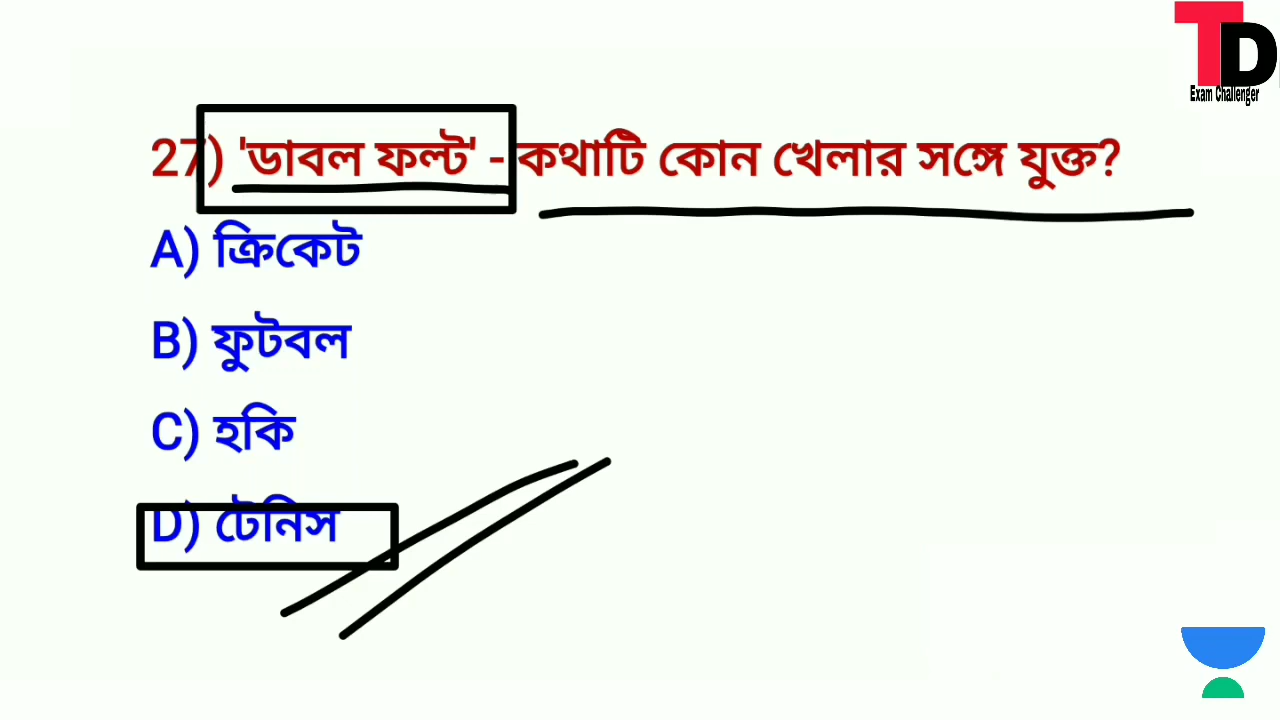 TD
Exam Challenger
27) 'ডাবল ফল্ট' - কথাটি কোন খেলার সঙ্গে যুক্ত?
A) ক্রিকেট
B) ফুটবল
C) হকি
D) টেনিস